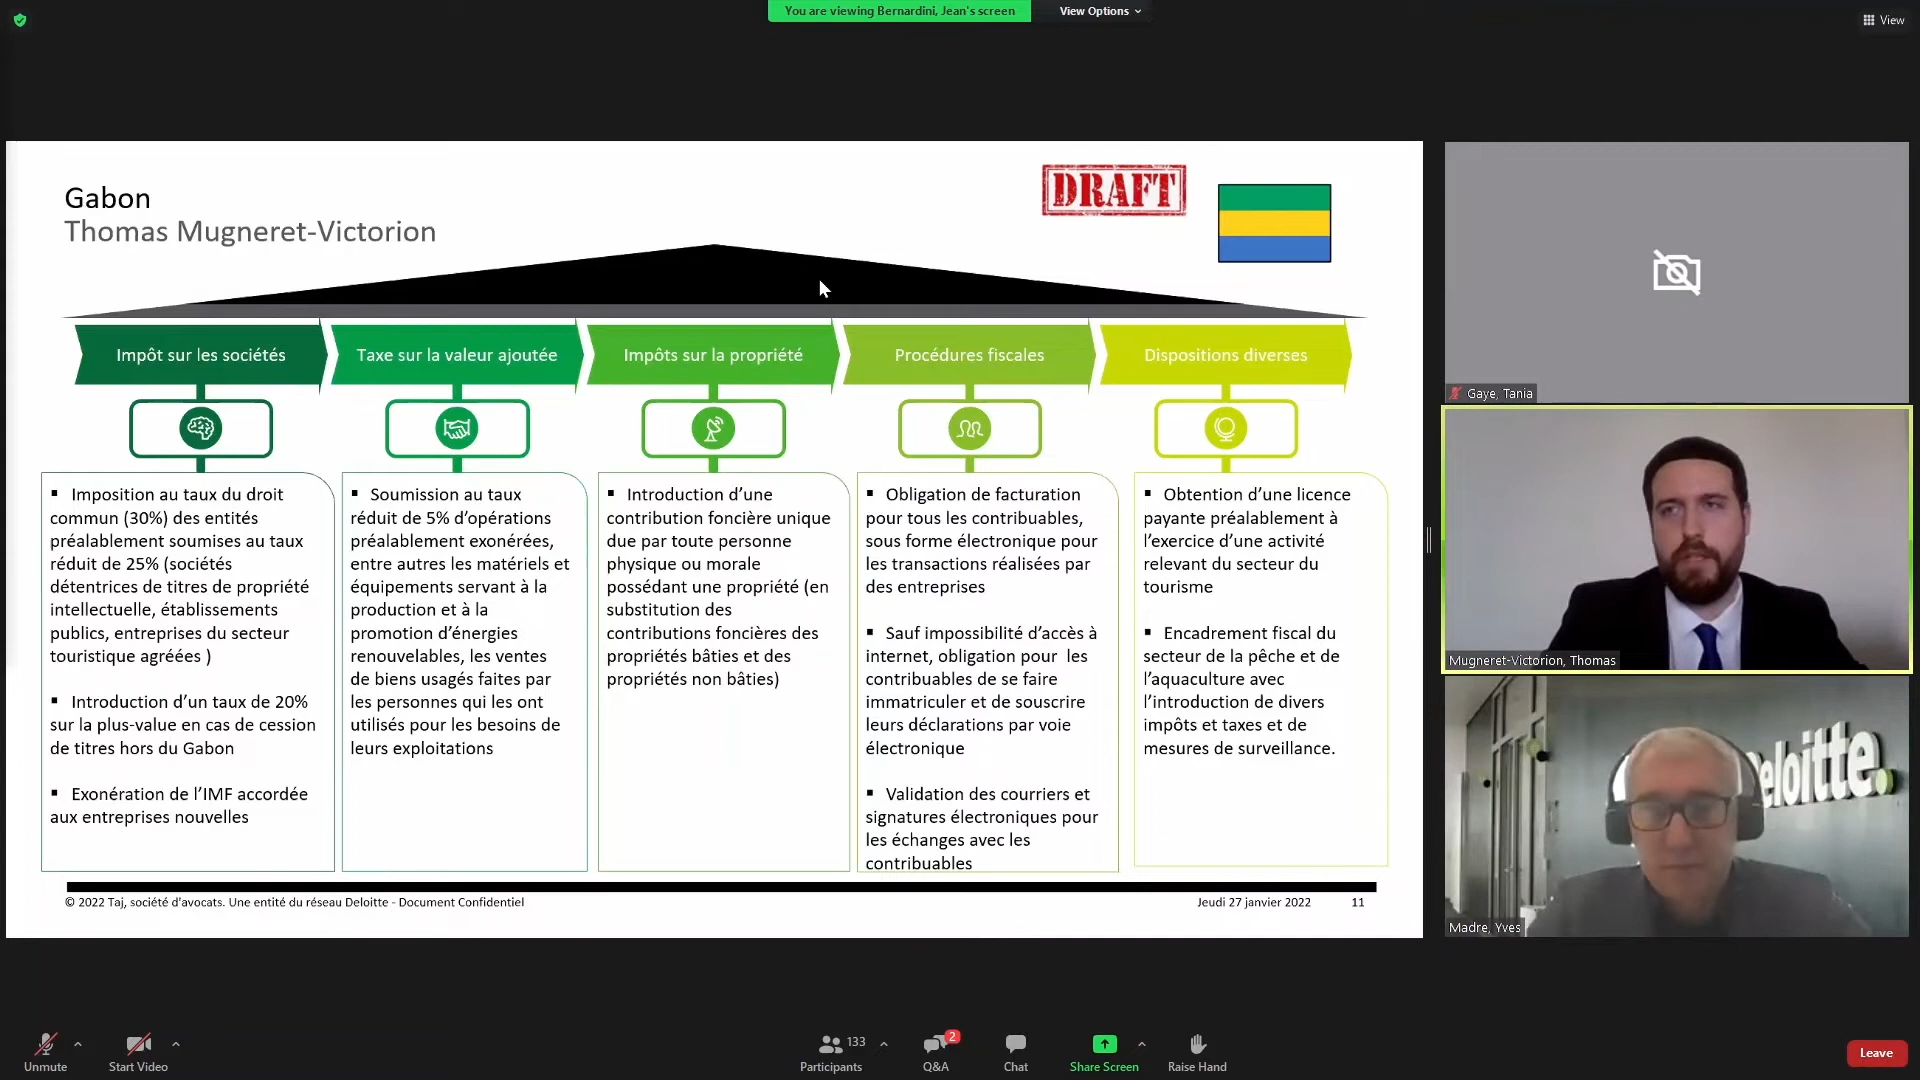 You are viewing Bernardini, Jean's screen
View Options
View
Gabon
Thomas Mugneret-Victorion
DRAFT
Impôt sur les sociétés
Taxe sur la valeur ajoutée
Impôts sur la propriété
Procédures fiscales
Dispositions diverses
▪ Imposition au taux du droit
commun (30%) des entités
préalablement soumises au taux
réduit de 25% (sociétés
détentrices de titres de propriété
intellectuelle, établissements
publics, entreprises du secteur
touristique agréées )
▪ Introduction d’un taux de 20%
sur la plus-value en cas de cession
de titres hors du Gabon
▪ Exonération de l’IMF accordée
aux entreprises nouvelles
▪ Soumission au taux
réduit de 5% d’opérations
préalablement exonérées,
entre autres les matériels et
équipements servant à la
production et à la
promotion d’énergies
renouvelables, les ventes
de biens usagés faites par
les personnes qui les ont
utilisés pour les besoins de
leurs exploitations
▪ Introduction d’une
contribution foncière unique
due par toute personne
physique ou morale
possédant une propriété (en
substitution des
contributions foncières des
propriétés bâties et des
propriétés non bâties)
▪ Obligation de facturation
pour tous les contribuables,
sous forme électronique pour
les transactions réalisées par
des entreprises
▪ Sauf impossibilité d’accès à
internet, obligation pour les
contribuables de se faire
immatriculer et de souscrire
leurs déclarations par voie
électronique
▪ Validation des courriers et
signatures électroniques pour
les échanges avec les
contribuables
▪ Obtention d’une licence
payante préalablement à
l’exercice d’une activité
relevant du secteur du
tourisme
▪ Encadrement fiscal du
secteur de la pêche et de
l’aquaculture avec
l’introduction de divers
impôts et taxes et de
mesures de surveillance.
© 2022 Taj, société d'avocats. Une entité du réseau Deloitte - Document Confidentiel
Jeudi 27 janvier 2022
11
Gaye, Tania
Mugneret-Victorion, Thomas
eloitte.
Madre, Yves
Unmute
Start Video
133
Participants
2
Q&A
Chat
Share Screen
Raise Hand
Leave